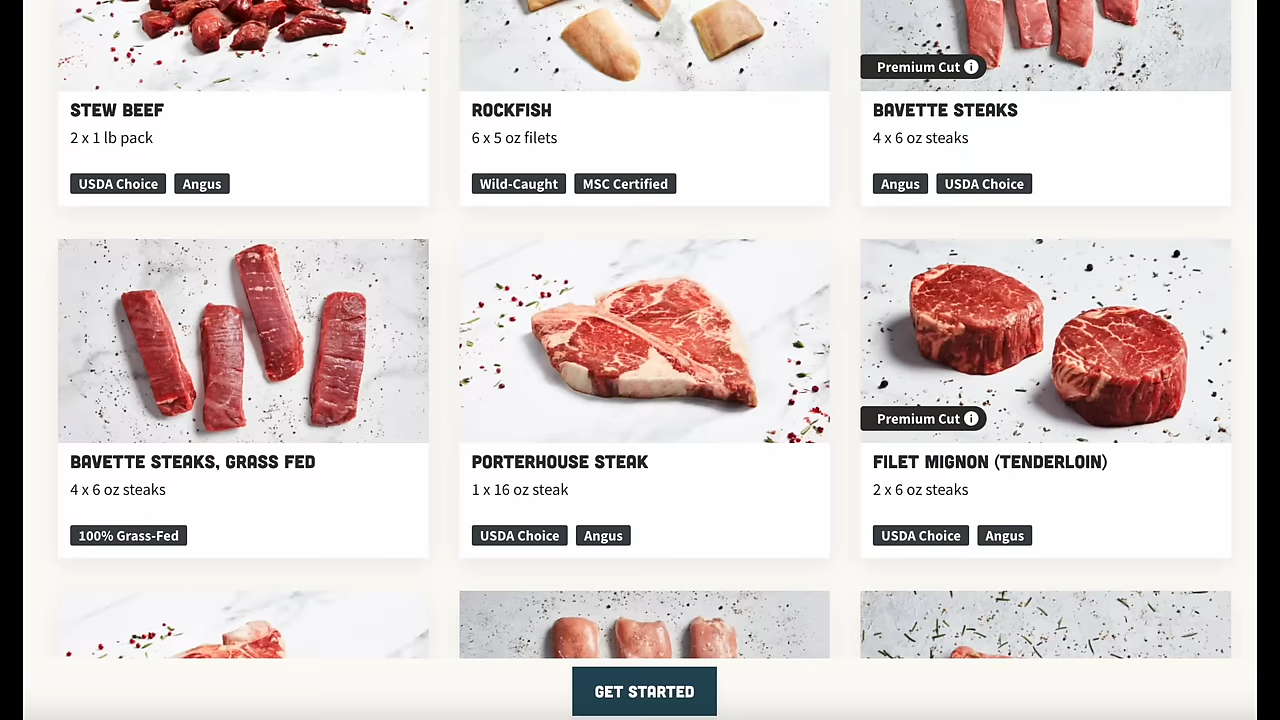 Premium Cut i
STEW BEEF
2 x 1 lb pack
USDA Choice Angus
ROCKFISH
6 x 5 oz filets
Wild-Caught MSC Certified
BAVETTE STEAKS
4 x 6 oz steaks
Angus USDA Choice
BAVETTE STEAKS, GRASS FED
4 x 6 oz steaks
100% Grass-Fed
PORTERHOUSE STEAK
1 x 16 oz steak
USDA Choice Angus
Premium Cut i
FILET MIGNON (TENDERLOIN)
2 x 6 oz steaks
USDA Choice Angus
GET STARTED